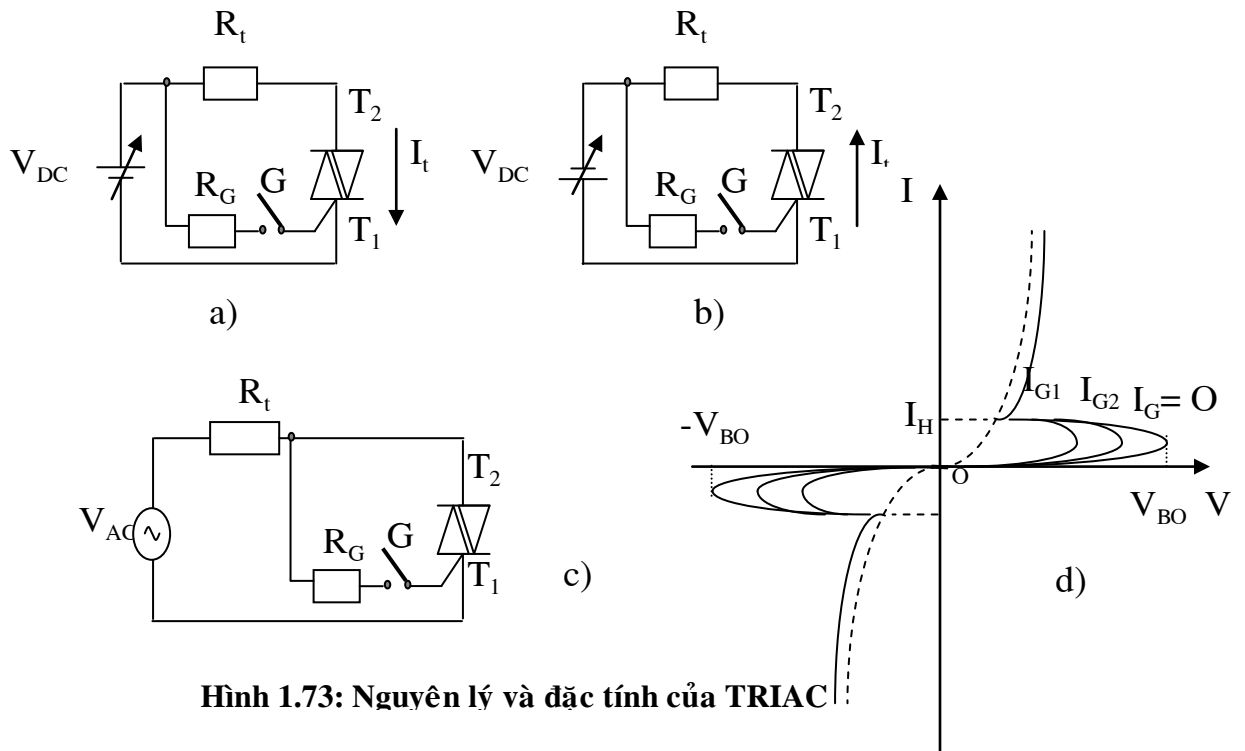 R_t
T_2
V_DC
I_t
R_G
G
T_1
a)
R_t
T_2
V_DC
I_t
R_G
G
T_1
b)
R_t
T_2
V_AC
R_G
G
T_1
c)
I
I_G1
I_G2
I_G = O
I_H
-V_BO
O
V_BO
V
d)
Hình 1.73: Nguyên lý và đặc tính của TRIAC